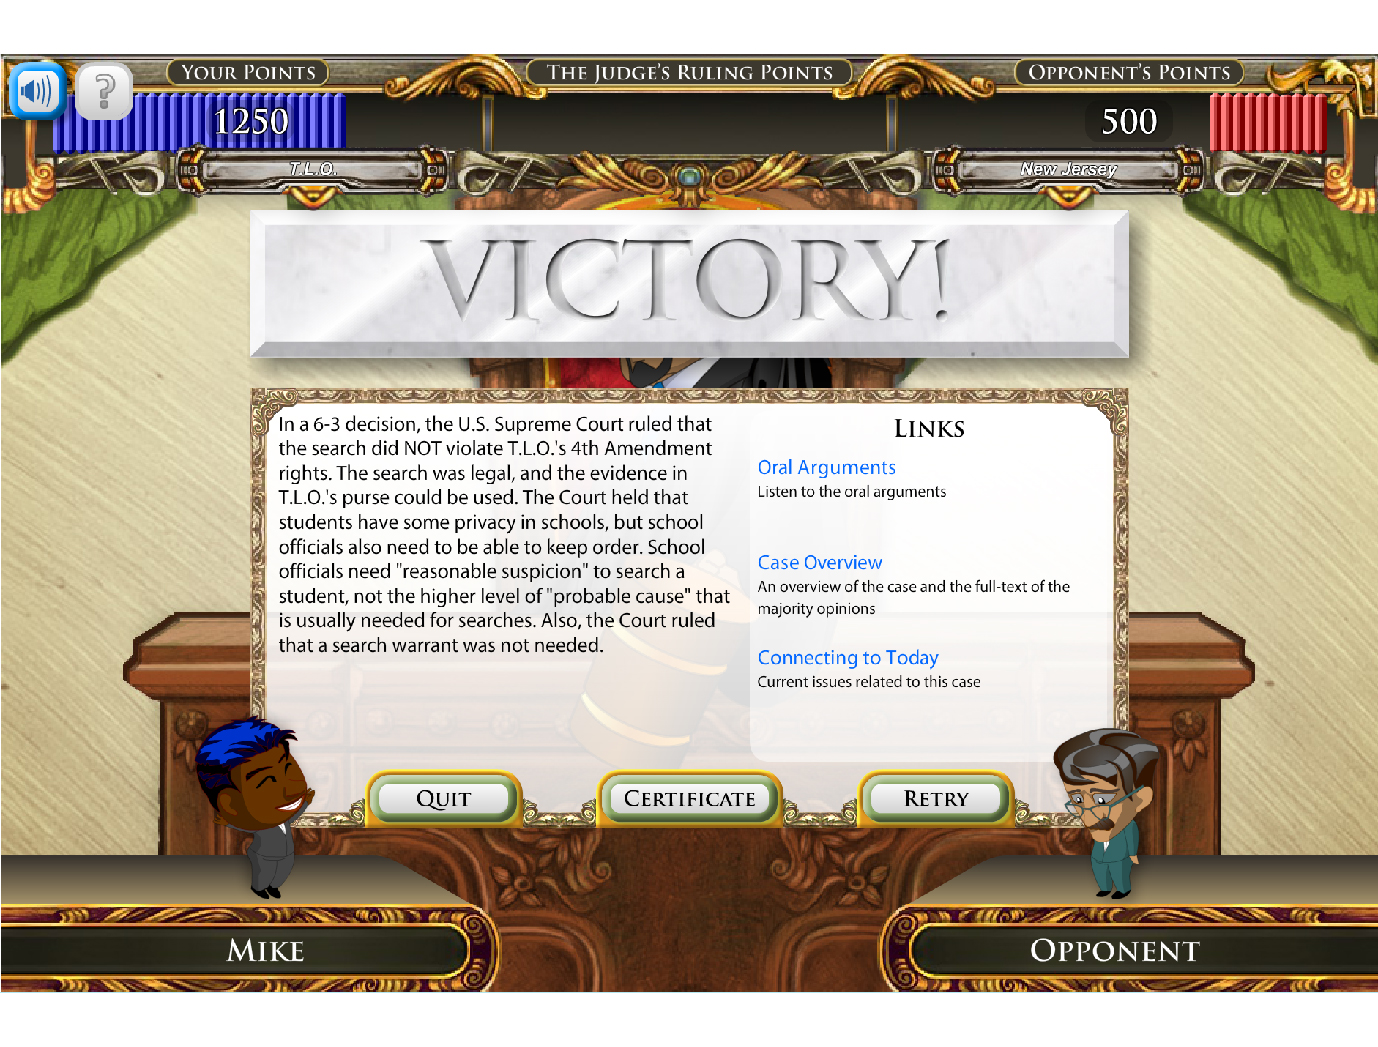 YOUR POINTS
THE JUDGE'S RULING POINTS
OPPONENT'S POINTS
?
1250
500
T.L.O.
New Jersey
VICTORY!
In a 6-3 decision, the U.S. Supreme Court ruled that
the search did NOT violate T.L.O.'s 4th Amendment
rights. The search was legal, and the evidence in
T.L.O.'s purse could be used. The Court held that
students have some privacy in schools, but school
officials also need to be able to keep order. School
officials need "reasonable suspicion" to search a
student, not the higher level of "probable cause" that
is usually needed for searches. Also, the Court ruled
that a search warrant was not needed.
LINKS
Oral Arguments
Listen to the oral arguments
Case Overview
An overview of the case and the full-text of the
majority opinions
Connecting to Today
Current issues related to this case
QUIT
CERTIFICATE
RETRY
MIKE
OPPONENT